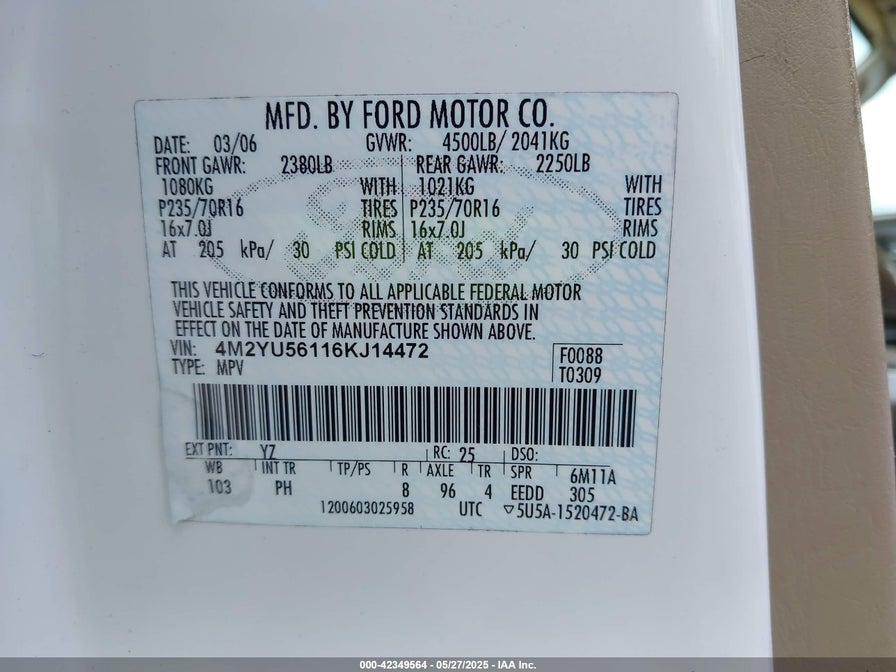 MFD. BY FORD MOTOR CO.
DATE: 03/06 GVWR: 4500LB/ 2041KG
FRONT GAWR: 2380LB REAR GAWR: 2250LB
1080KG WITH 1021KG WITH
P235/70R16 TIRES P235/70R16 TIRES
16x7.0J RIMS 16x7.0J RIMS
AT 205 kPa/ 30 PSI COLD AT 205 kPa/ 30 PSI COLD
THIS VEHICLE CONFORMS TO ALL APPLICABLE FEDERAL MOTOR
VEHICLE SAFETY AND THEFT PREVENTION STANDARDS IN
EFFECT ON THE DATE OF MANUFACTURE SHOWN ABOVE.
VIN: 4M2YU56116KJ14472 F0088
TYPE: MPV T0309
EXT PNT: YZ RC: 25 DSO:
WB INT TR TP/PS R AXLE TR SPR 6M11A
103 PH 8 96 4 EEDD 305
1200603025958 UTC ▽5U5A-1520472-BA
000-42349564 — 05/27/2025 — IAA Inc.